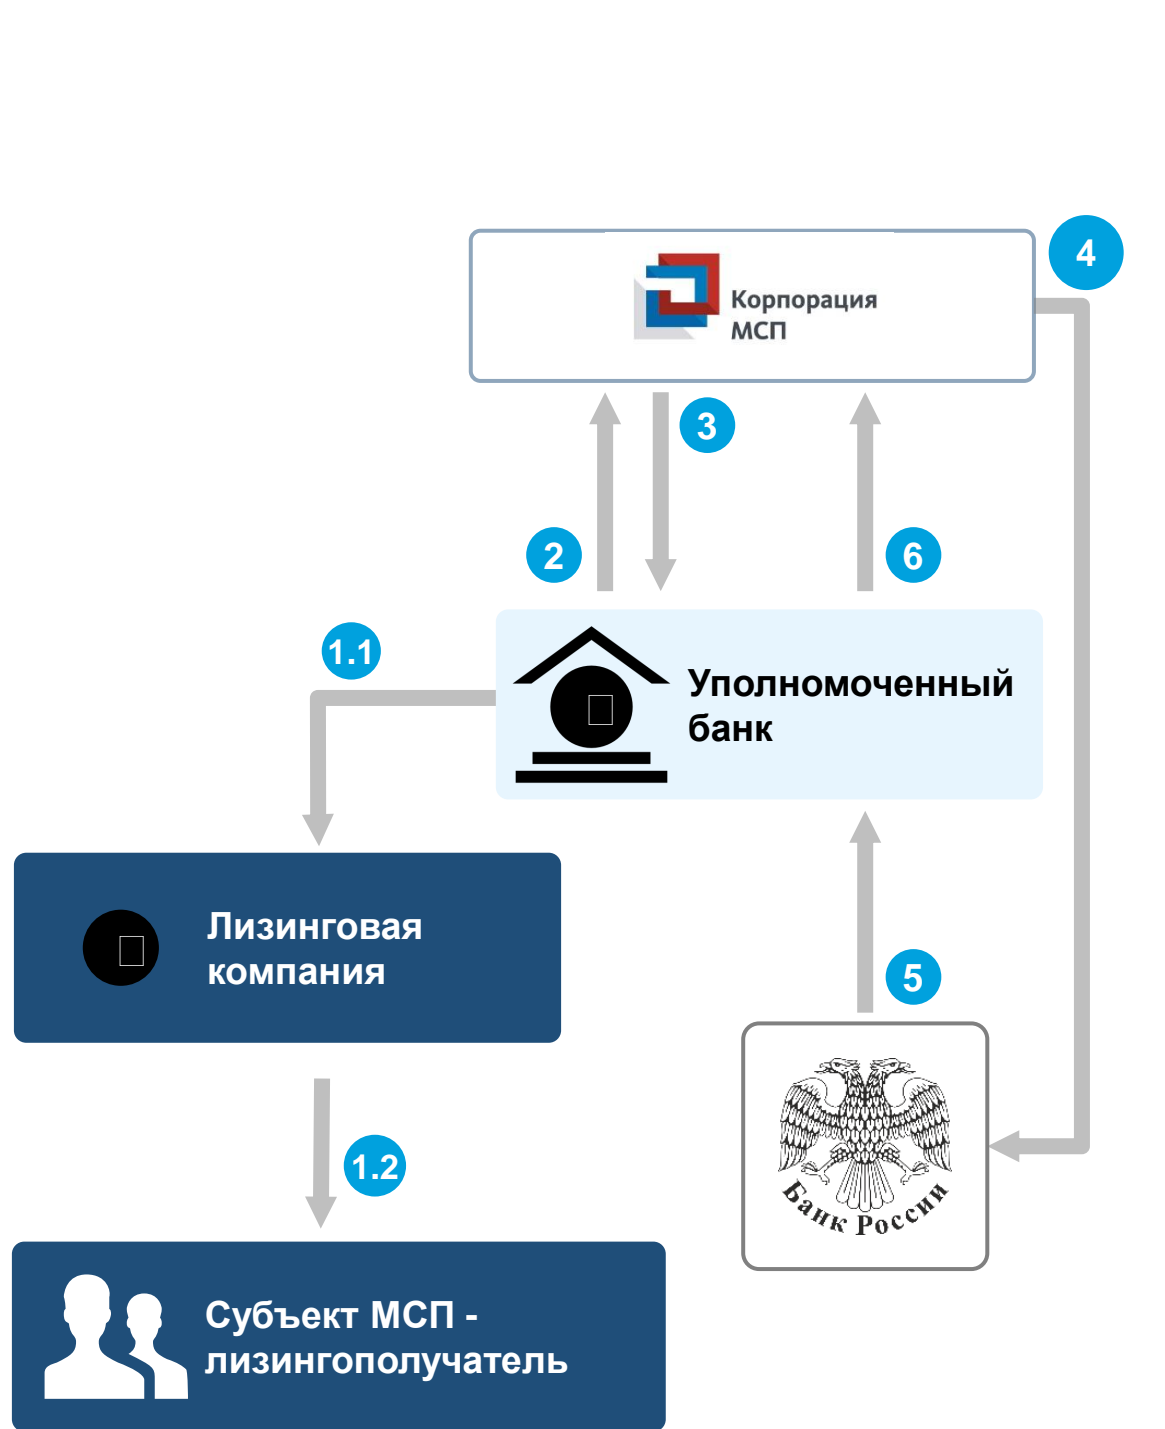 4
Корпорация
МСП
3
2
6
1.1
Уполномоченный
банк
Лизинговая
компания
5
1.2
Банк России
Субъект МСП -
лизингополучатель